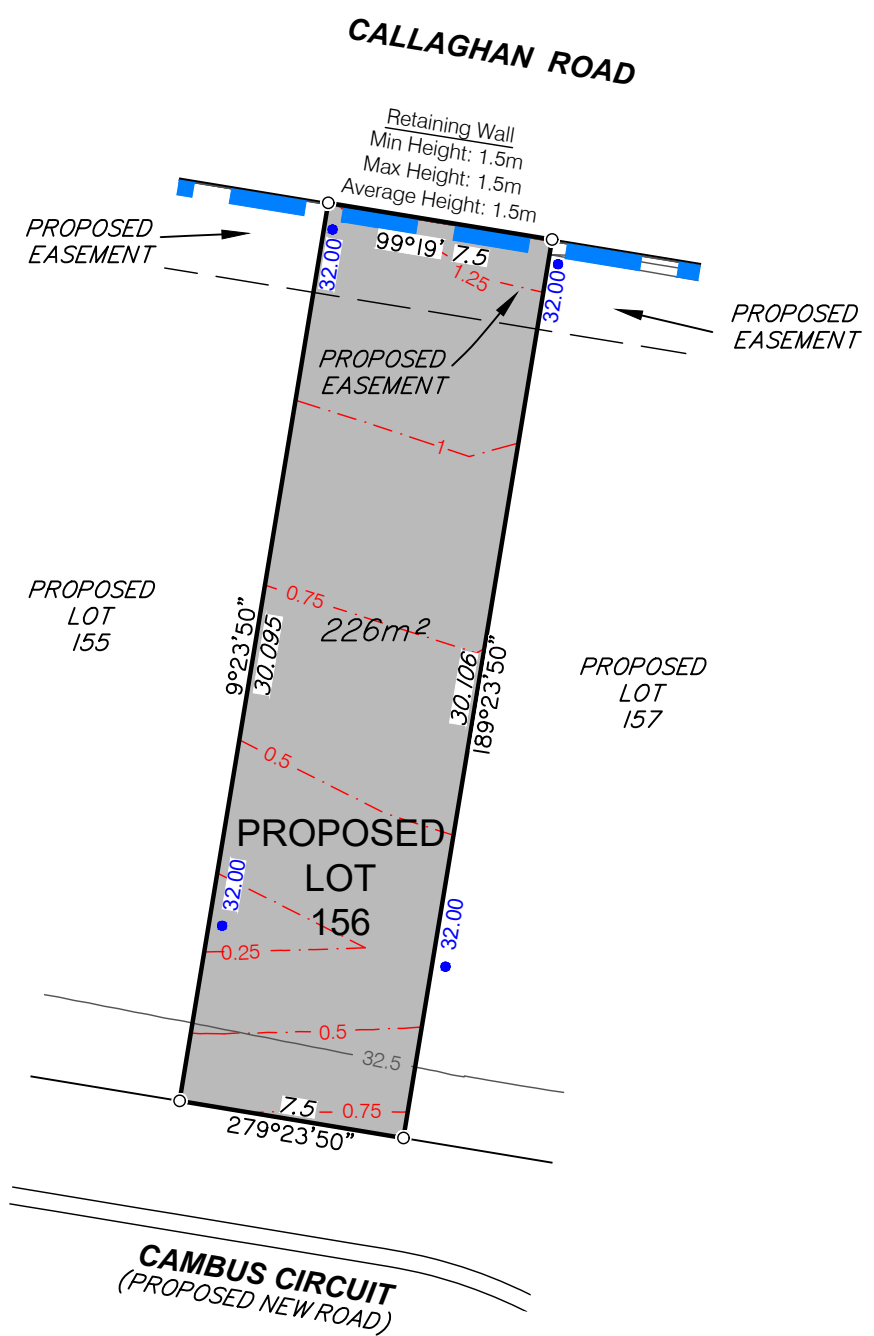 CALLAGHAN ROAD
Retaining Wall
Min Height: 1.5m
Max Height: 1.5m
Average Height: 1.5m
PROPOSED
EASEMENT
99°19'
7.5
32.00
1.25
32.00
PROPOSED
EASEMENT
PROPOSED
EASEMENT
1
PROPOSED
LOT
155
0.75
226m²
9°23'50"
30.095
30.106
189°23'50"
PROPOSED
LOT
157
0.5
PROPOSED
LOT
156
32.00
32.00
0.25
0.5
32.5
7.5
0.75
279°23'50"
CAMBUS CIRCUIT
(PROPOSED NEW ROAD)